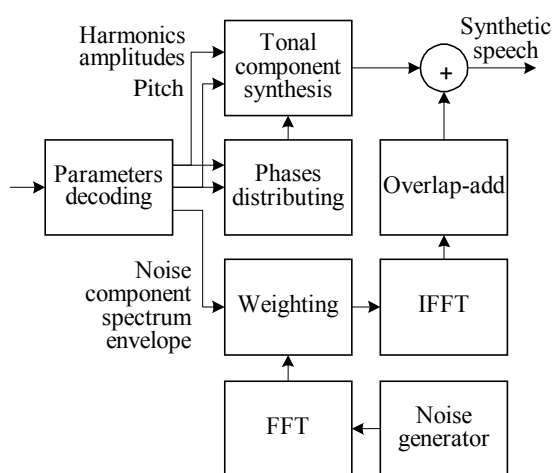 Harmonics
amplitudes
Pitch
Tonal
component
synthesis
+
Synthetic
speech
Parameters
decoding
Phases
distributing
Overlap-add
Noise
component
spectrum
envelope
Weighting
IFFT
FFT
Noise
generator